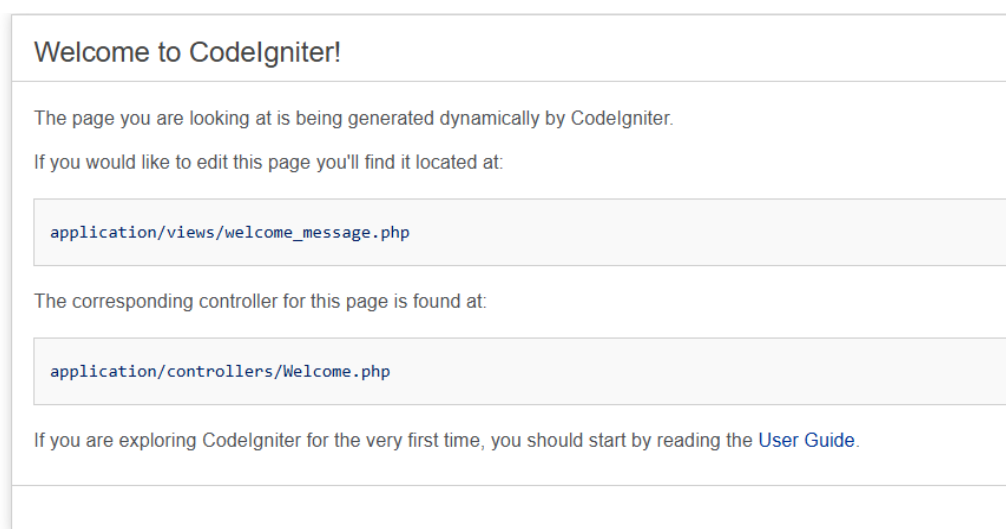 Welcome to CodeIgniter!
The page you are looking at is being generated dynamically by CodeIgniter.
If you would like to edit this page you'll find it located at:
application/views/welcome_message.php
The corresponding controller for this page is found at:
application/controllers/Welcome.php
If you are exploring CodeIgniter for the very first time, you should start by reading the User Guide.